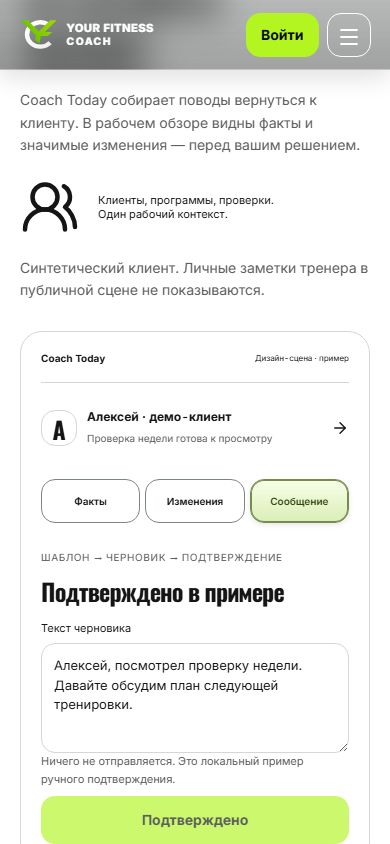 YOUR FITNESS
COACH
Войти
Coach Today собирает поводы вернуться к
клиенту. В рабочем обзоре видны факты и
значимые изменения — перед вашим решением.
Клиенты, программы, проверки.
Один рабочий контекст.
Синтетический клиент. Личные заметки тренера в
публичной сцене не показываются.
Coach Today
Дизайн-сцена · пример
А
Алексей · демо-клиент
Проверка недели готова к просмотру
Факты
Изменения
Сообщение
ШАБЛОН → ЧЕРНОВИК → ПОДТВЕРЖДЕНИЕ
Подтверждено в примере
Текст черновика
Алексей, посмотрел проверку недели.
Давайте обсудим план следующей
тренировки.
Ничего не отправляется. Это локальный пример
ручного подтверждения.
Подтверждено